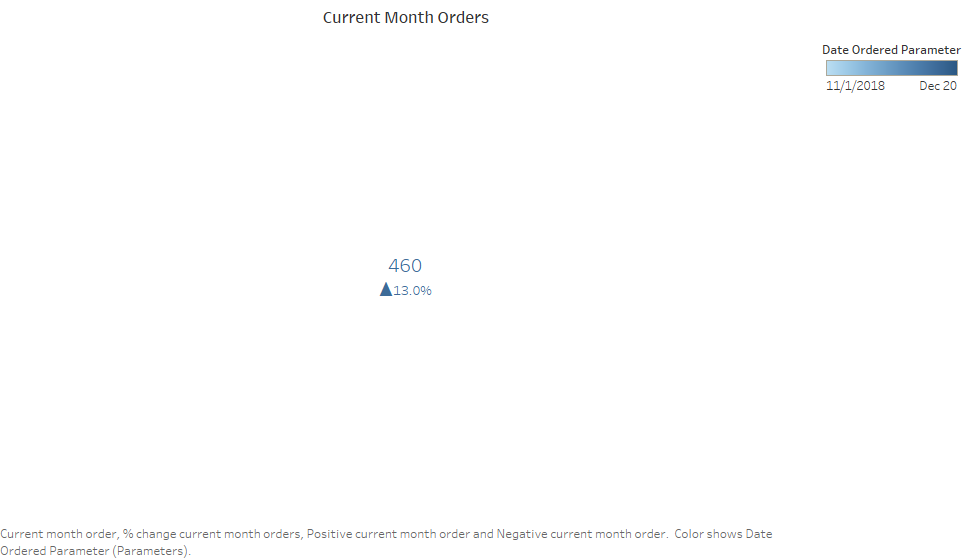 Current Month Orders
Date Ordered Parameter
11/1/2018 Dec 20
460
▲13.0%
Current month order, % change current month orders, Positive current month order and Negative current month order. Color shows Date
Ordered Parameter (Parameters).